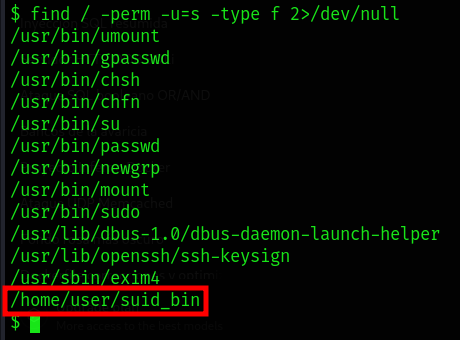 $ find / -perm -u=s -type f 2>/dev/null
/usr/bin/umount
/usr/bin/gpasswd
/usr/bin/chsh
/usr/bin/chfn
/usr/bin/su
/usr/bin/passwd
/usr/bin/newgrp
/usr/bin/mount
/usr/bin/sudo
/usr/lib/dbus-1.0/dbus-daemon-launch-helper
/usr/lib/openssh/ssh-keysign
/usr/sbin/exim4
/home/user/suid_bin
$